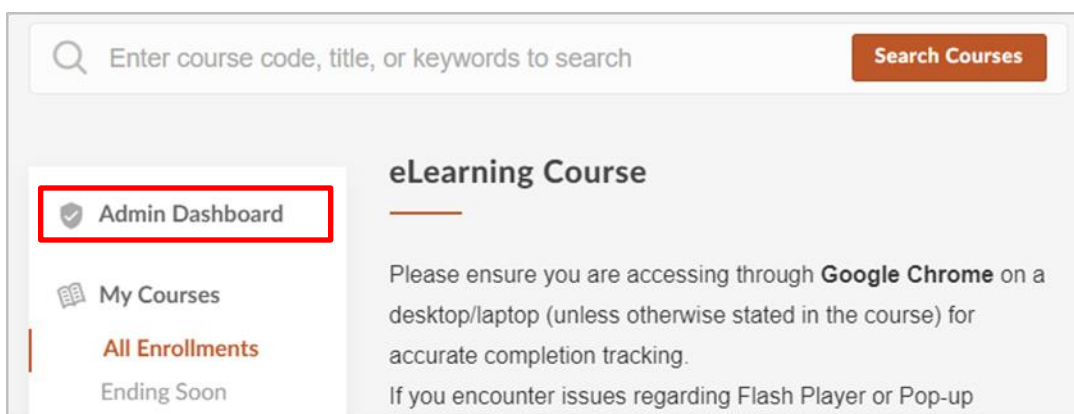 Enter course code, title, or keywords to search
Search Courses
Admin Dashboard
My Courses
All Enrollments
Ending Soon
eLearning Course
Please ensure you are accessing through Google Chrome on a
desktop/laptop (unless otherwise stated in the course) for
accurate completion tracking.
If you encounter issues regarding Flash Player or Pop-up